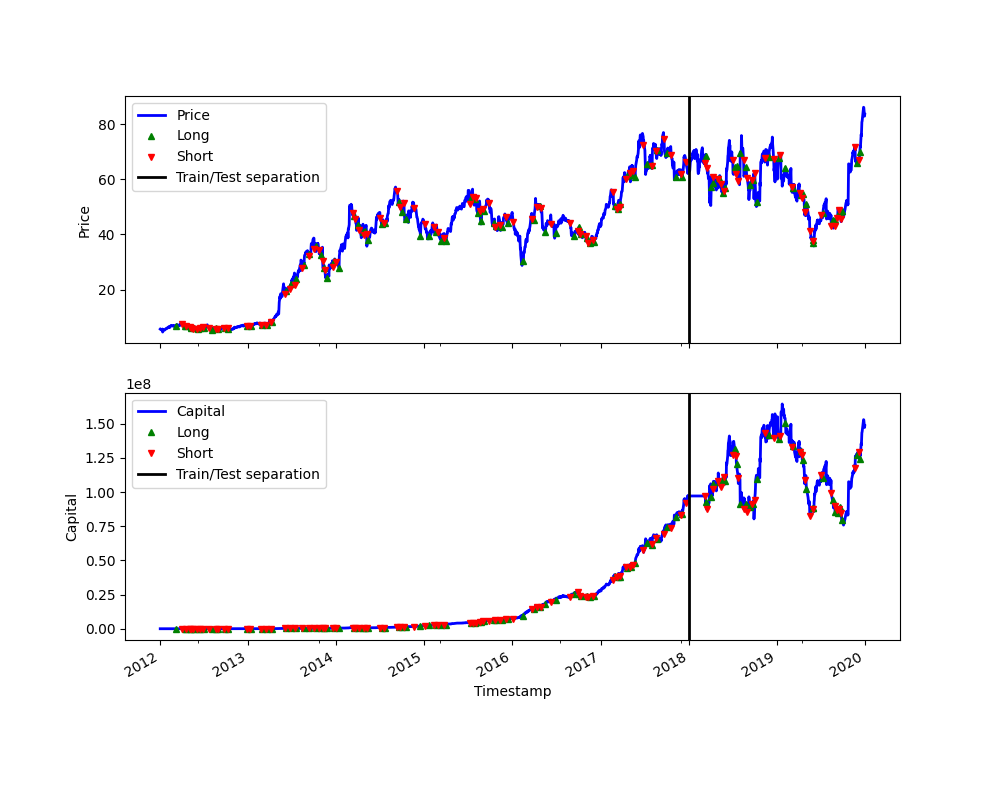 Price
Long
Short
Train/Test separation
80
60
40
20
Price
1e8
Capital
Long
Short
Train/Test separation
1.50
1.25
1.00
0.75
0.50
0.25
0.00
Capital
2012 2013 2014 2015 2016 2017 2018 2019 2020
Timestamp